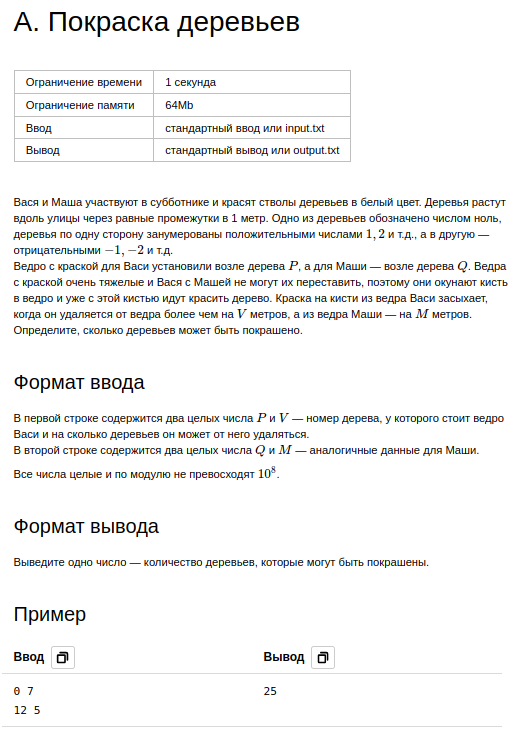 А. Покраска деревьев
Ограничение времени 1 секунда
Ограничение памяти 64Mb
Ввод стандартный ввод или input.txt
Вывод стандартный вывод или output.txt
Вася и Маша участвуют в субботнике и красят стволы деревьев в белый цвет. Деревья растут
вдоль улицы через равные промежутки в 1 метр. Одно из деревьев обозначено числом ноль,
деревья по одну сторону занумерованы положительными числами 1, 2 и т.д., а в другую —
отрицательными −1, −2 и т.д.
Ведро с краской для Васи установили возле дерева P, а для Маши — возле дерева Q. Ведра
с краской очень тяжелые и Вася с Машей не могут их переставить, поэтому они окунают кисть
в ведро и уже с этой кистью идут красить дерево. Краска на кисти из ведра Васи засыхает,
когда он удаляется от ведра более чем на V метров, а из ведра Маши — на M метров.
Определите, сколько деревьев может быть покрашено.
Формат ввода
В первой строке содержится два целых числа P и V — номер дерева, у которого стоит ведро
Васи и на сколько деревьев он может от него удаляться.
В второй строке содержится два целых числа Q и M — аналогичные данные для Маши.
Все числа целые и по модулю не превосходят 10⁸.
Формат вывода
Выведите одно число — количество деревьев, которые могут быть покрашены.
Пример
Ввод Вывод
0 7 25
12 5